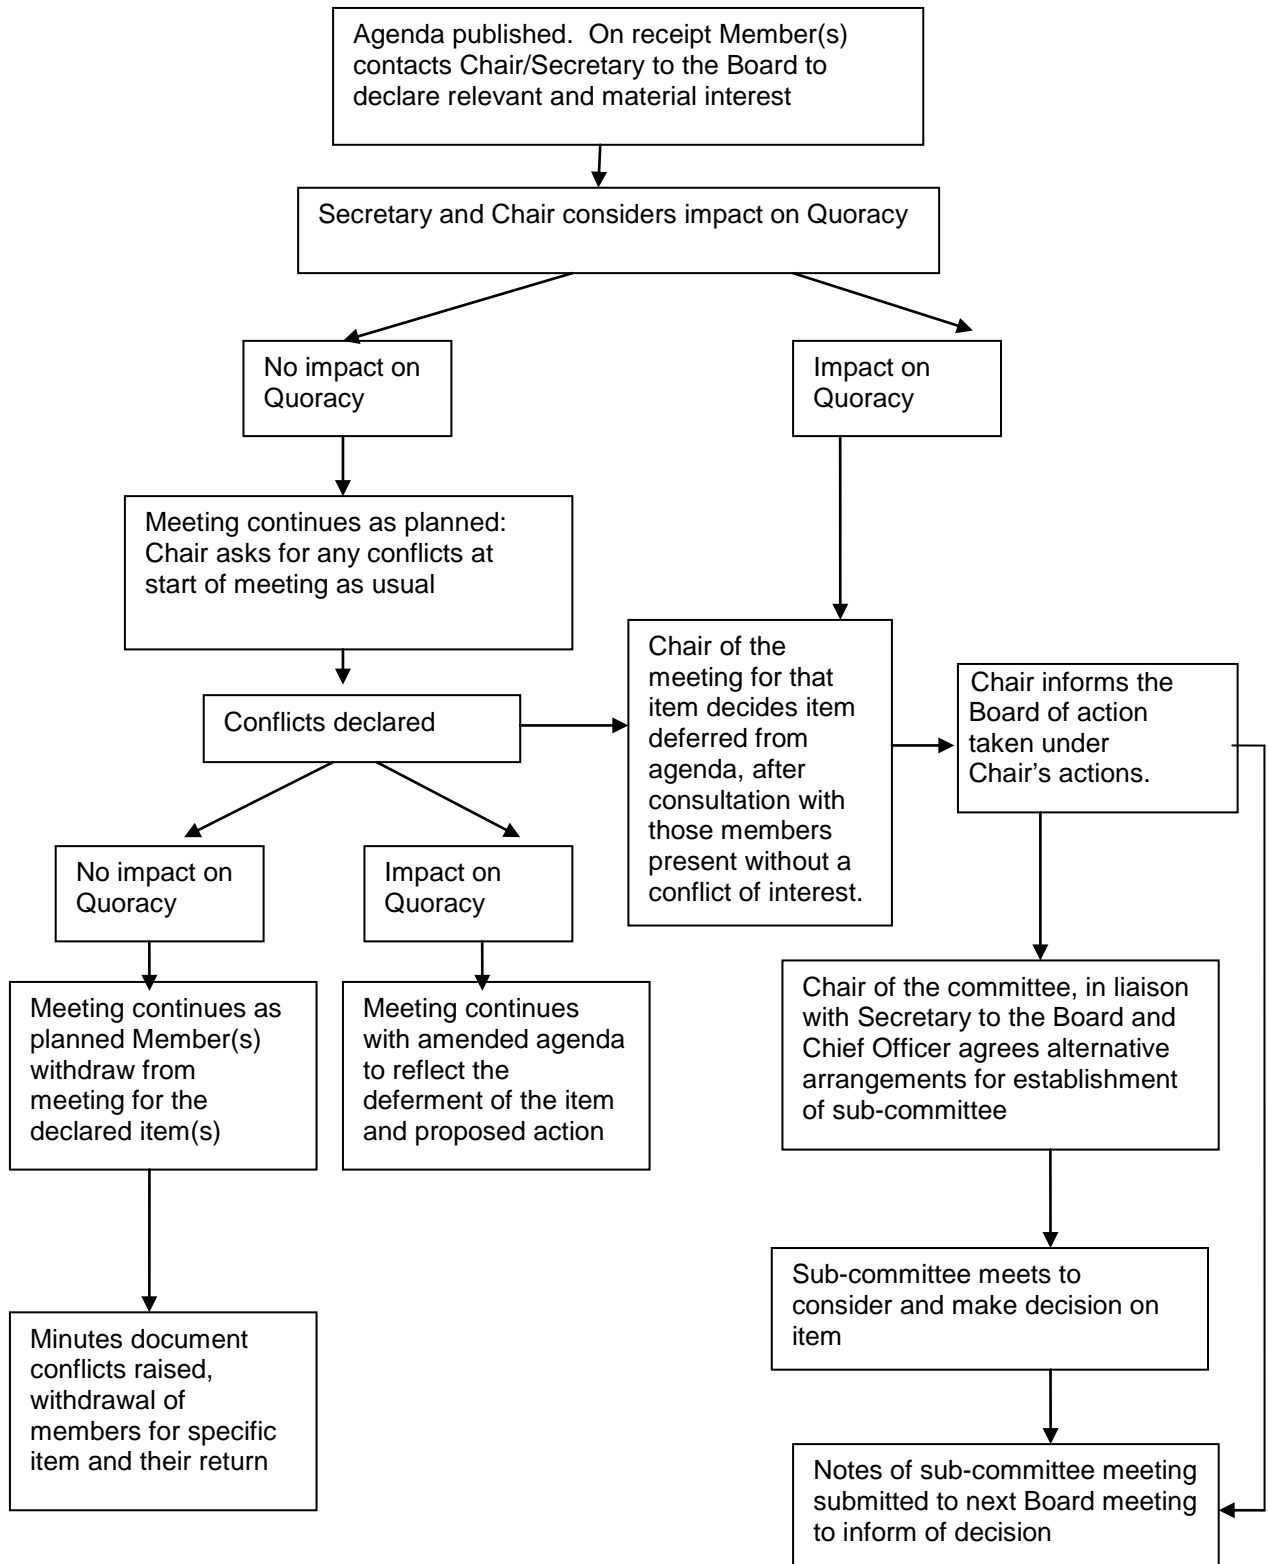 Agenda published.  On receipt Member(s)
contacts Chair/Secretary to the Board to
declare relevant and material interest
Secretary and Chair considers impact on Quoracy
No impact on
Quoracy
Impact on
Quoracy
Meeting continues as planned:
Chair asks for any conflicts at
start of meeting as usual
Chair of the
meeting for that
item decides item
deferred from
agenda, after
consultation with
those members
present without a
conflict of interest.
Chair informs the
Board of action
taken under
Chair’s actions.
Conflicts declared
No impact on
Quoracy
Impact on
Quoracy
Meeting continues as
planned Member(s)
withdraw from
meeting for the
declared item(s)
Meeting continues
with amended agenda
to reflect the
deferment of the item
and proposed action
Chair of the committee, in liaison
with Secretary to the Board and
Chief Officer agrees alternative
arrangements for establishment
of sub-committee
Sub-committee meets to
consider and make decision on
item
Minutes document
conflicts raised,
withdrawal of
members for specific
item and their return
Notes of sub-committee meeting
submitted to next Board meeting
to inform of decision